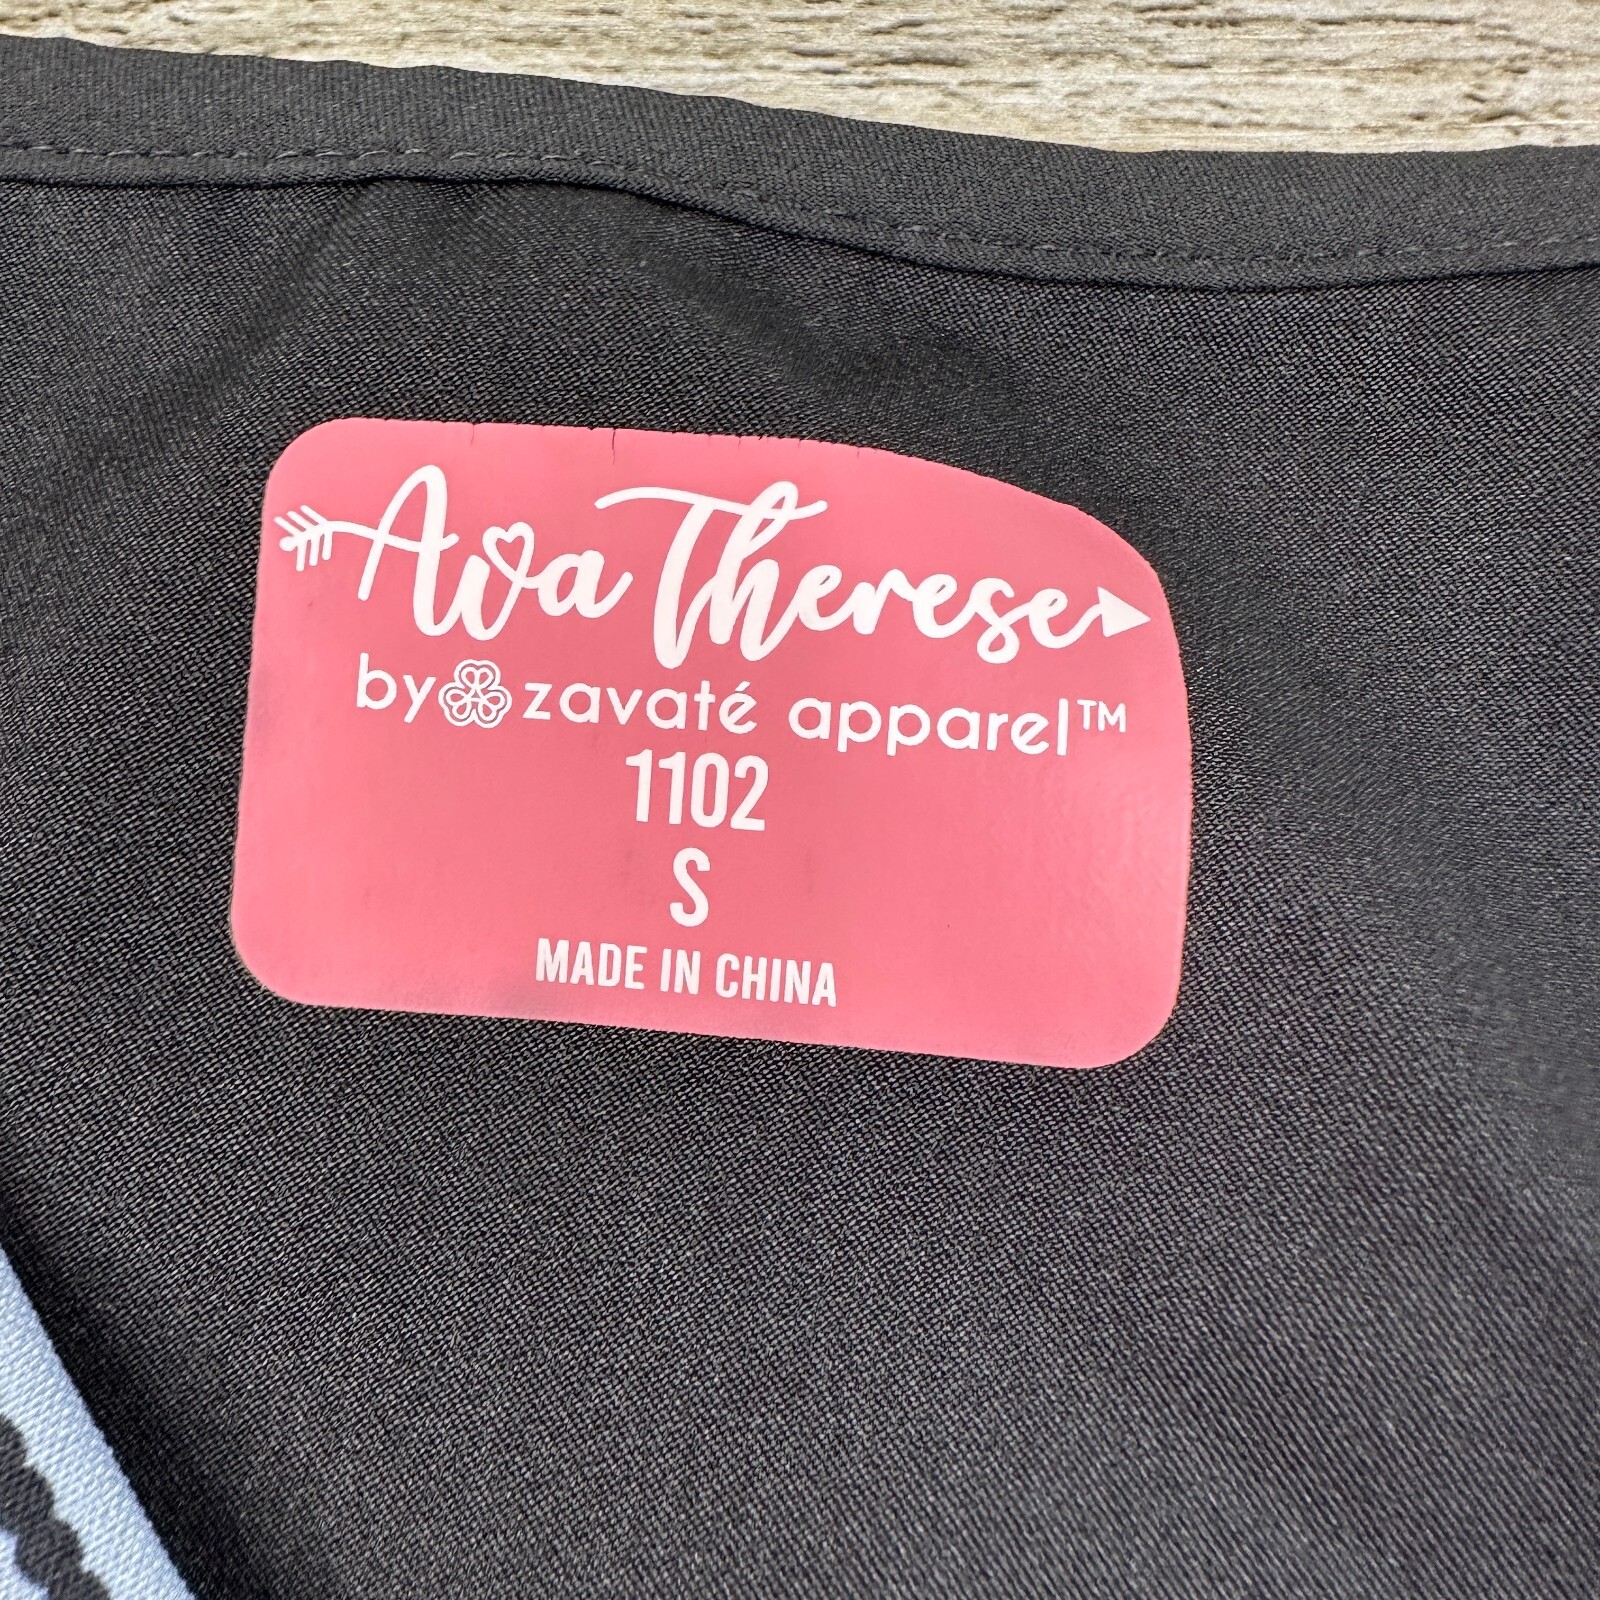 Ava Therese
by zavaté apparel™
1102
S
MADE IN CHINA